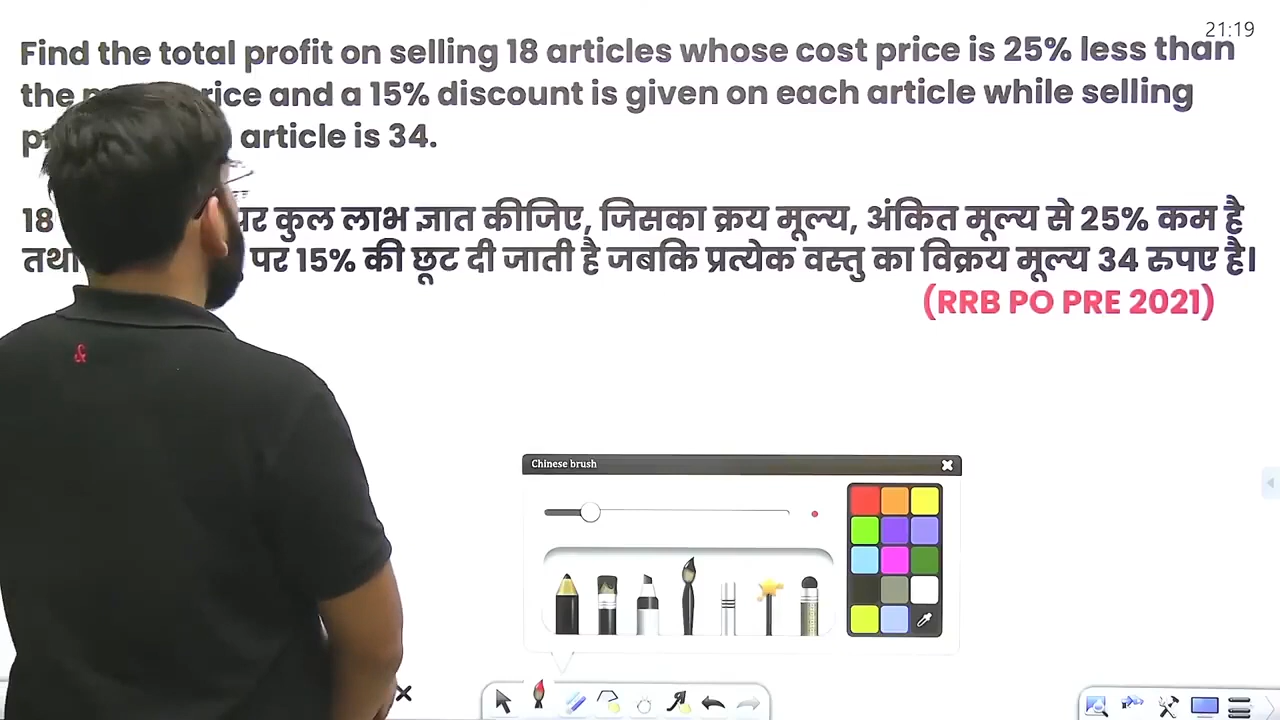 21:19
Find the total profit on selling 18 articles whose cost price is 25% less than
the rice and a 15% discount is given on each article while selling
article is 34.
18 पर कुल लाभ ज्ञात कीजिए, जिसका क्रय मूल्य, अंकित मूल्य से 25% कम है
तथा पर 15% की छूट दी जाती है जबकि प्रत्येक वस्तु का विक्रय मूल्य 34 रुपए है।
(RRB PO PRE 2021)
Chinese brush